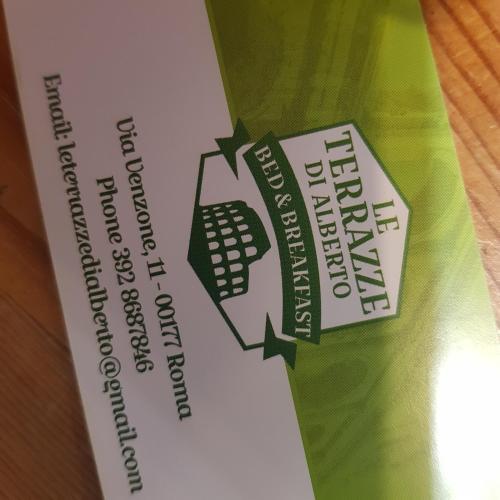 LE
TERRAZZE
DI ALBERTO
BED & BREAKFAST
Via Venzone, 11 - 00177 Roma
Phone 392 8687846
Email: leterrazzedialberto@gmail.com